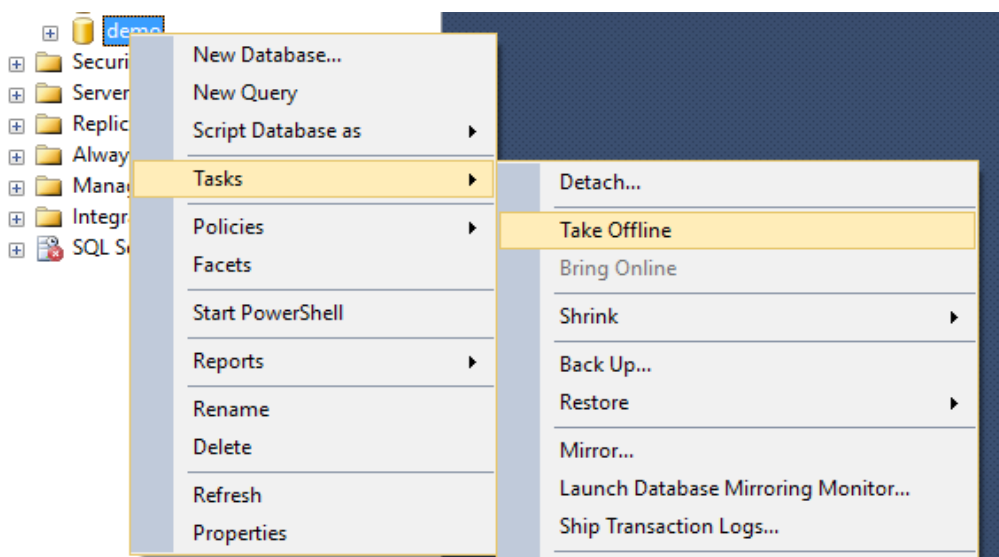 demo
Securi
Server
Replic
Alway
Mana
Integr
SQL S
New Database...
New Query
Script Database as
Tasks
Policies
Facets
Start PowerShell
Reports
Rename
Delete
Refresh
Properties
Detach...
Take Offline
Bring Online
Shrink
Back Up...
Restore
Mirror...
Launch Database Mirroring Monitor...
Ship Transaction Logs...